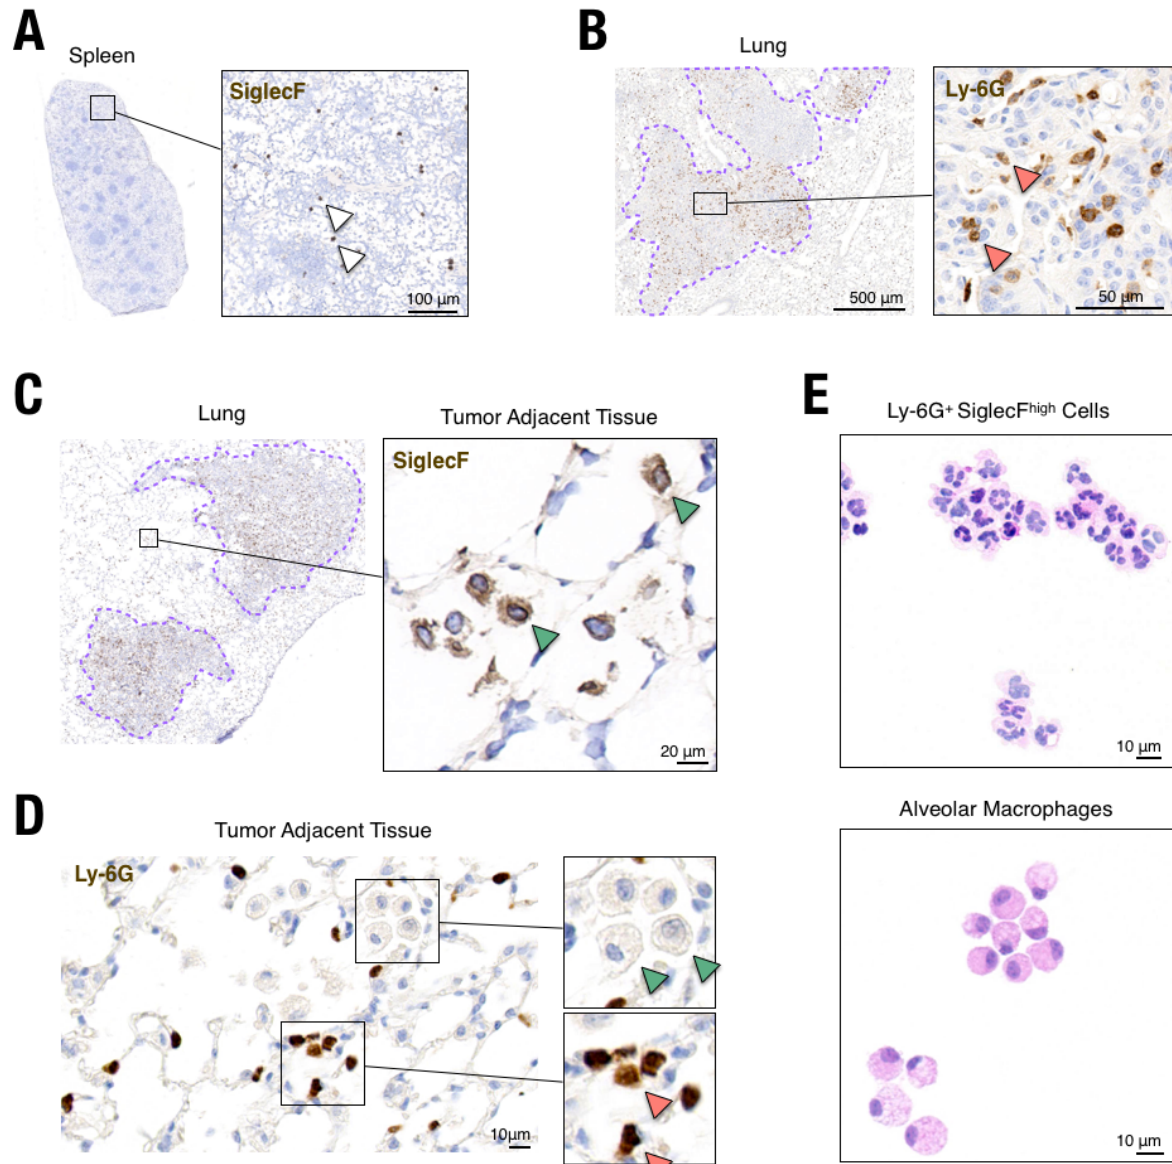 A
Spleen
SiglecF
100 µm
B
Lung
Ly-6G
500 µm
50 µm
C
Lung
Tumor Adjacent Tissue
SiglecF
20 µm
E
Ly-6G+ SiglecFhigh Cells
10 µm
D
Tumor Adjacent Tissue
Ly-6G
10µm
Alveolar Macrophages
10 µm